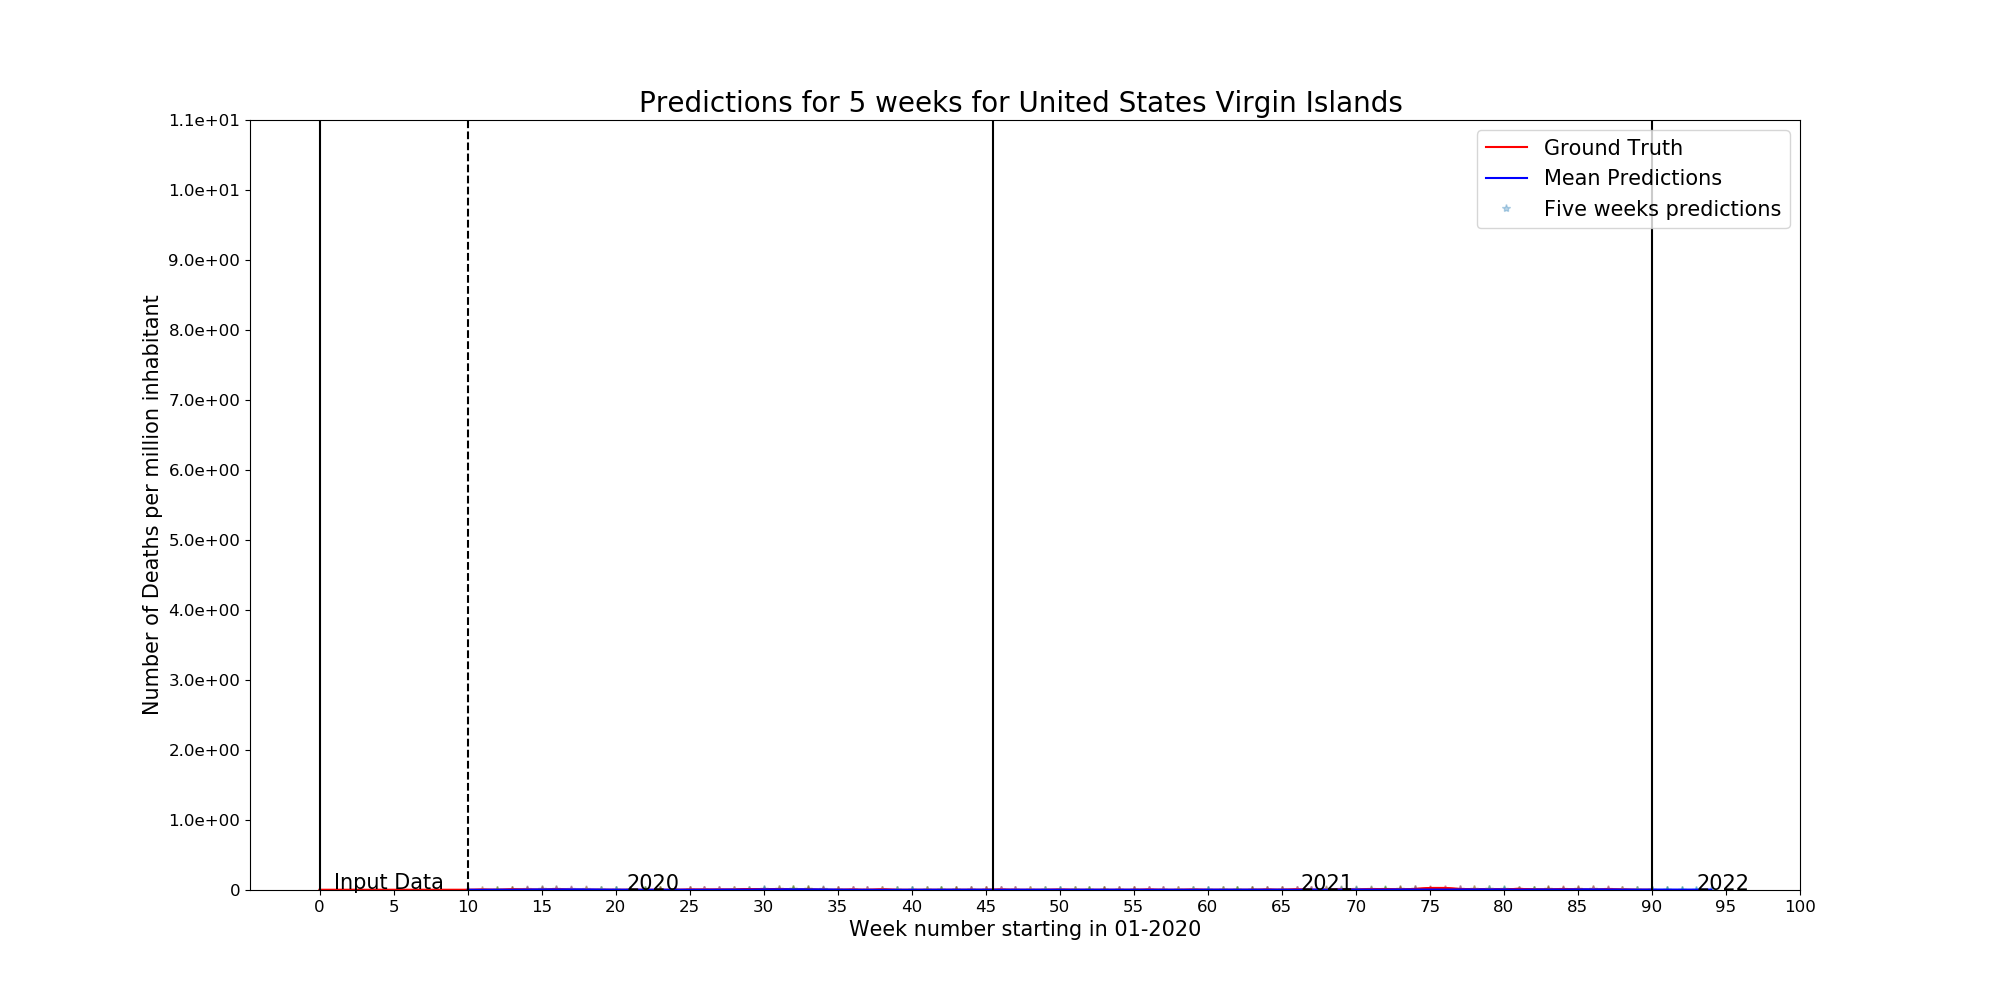 Predictions for 5 weeks for United States Virgin Islands
1.1e+01
1.0e+01
9.0e+00
8.0e+00
7.0e+00
6.0e+00
5.0e+00
4.0e+00
3.0e+00
2.0e+00
1.0e+00
0
Number of Deaths per million inhabitant
Ground Truth
Mean Predictions
Five weeks predictions
Input Data
2020
2021
2022
0 5 10 15 20 25 30 35 40 45 50 55 60 65 70 75 80 85 90 95 100
Week number starting in 01-2020